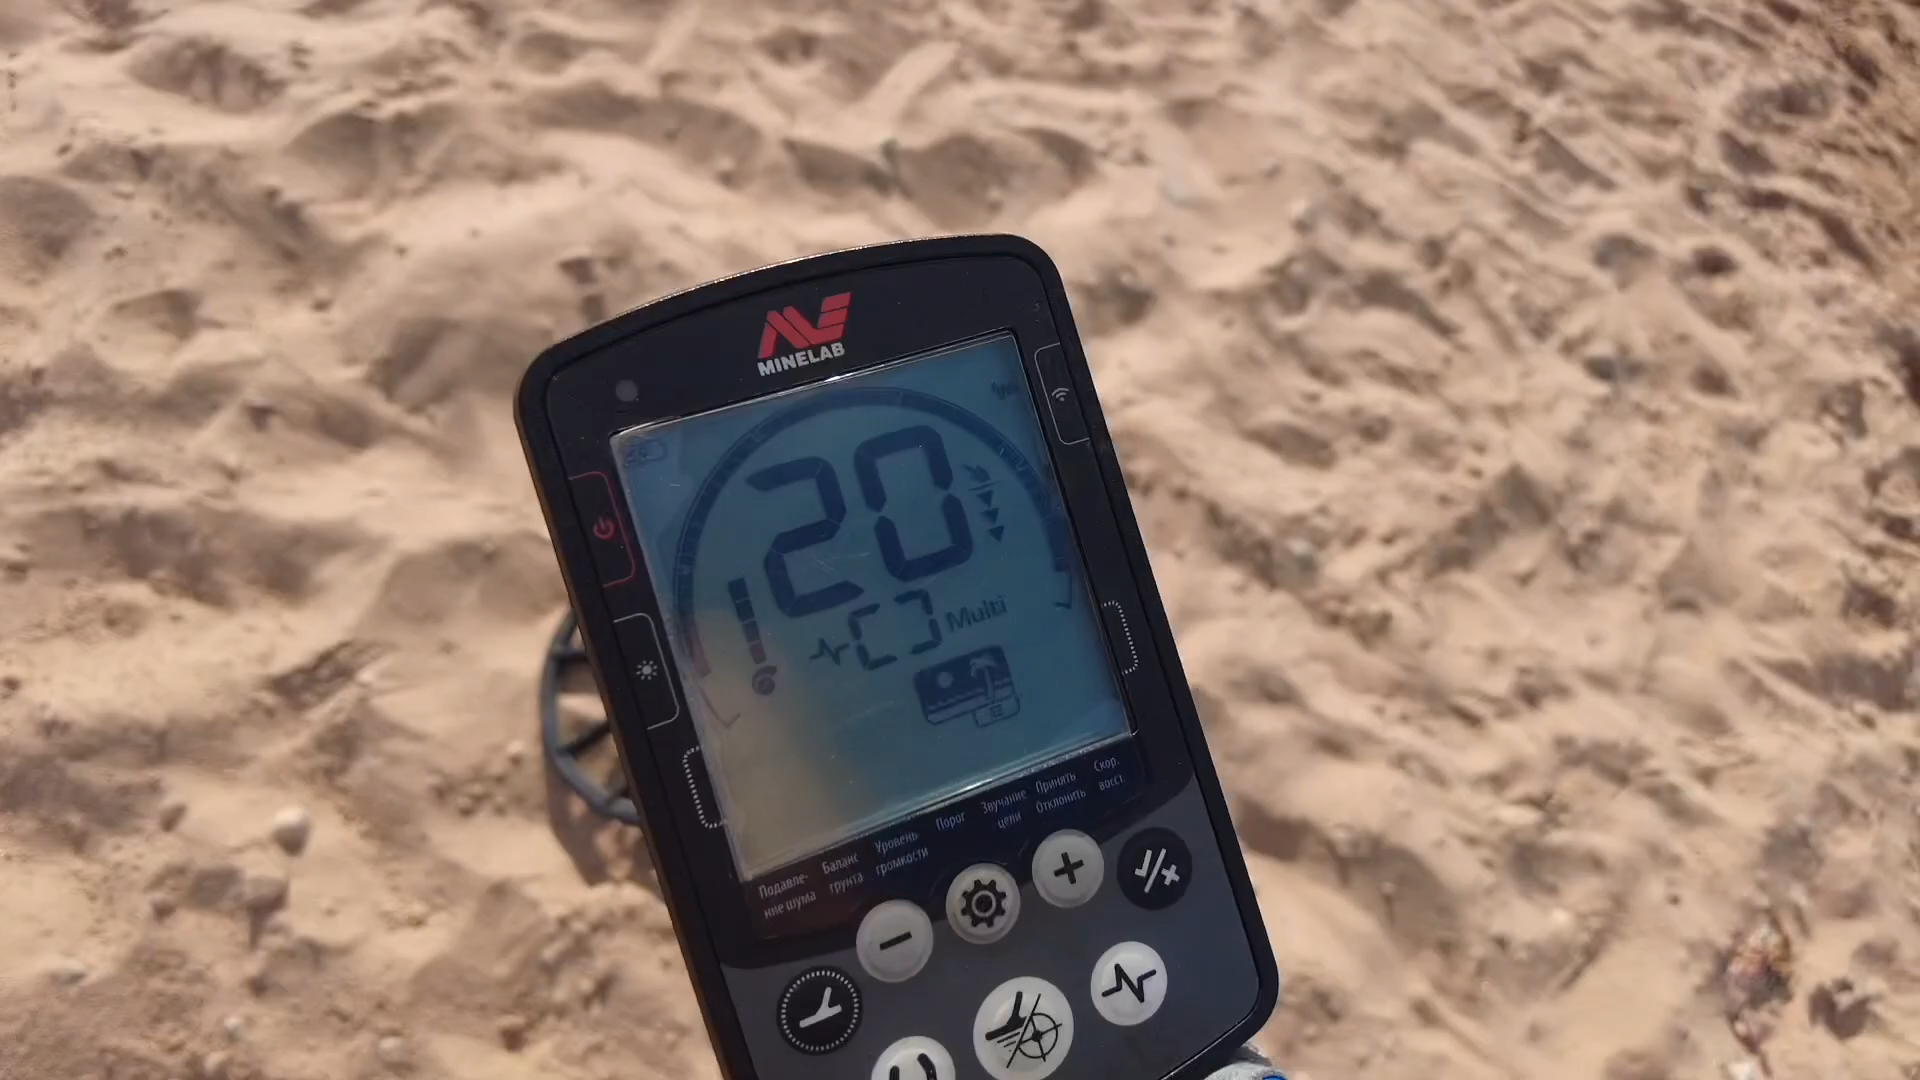 MINELAB
20
Multi
Подавле-
ние шума
Баланс
грунта
Уровень
громкости
Порог
Звучание
цели
Принять
Отклонить
Скор.
восст.